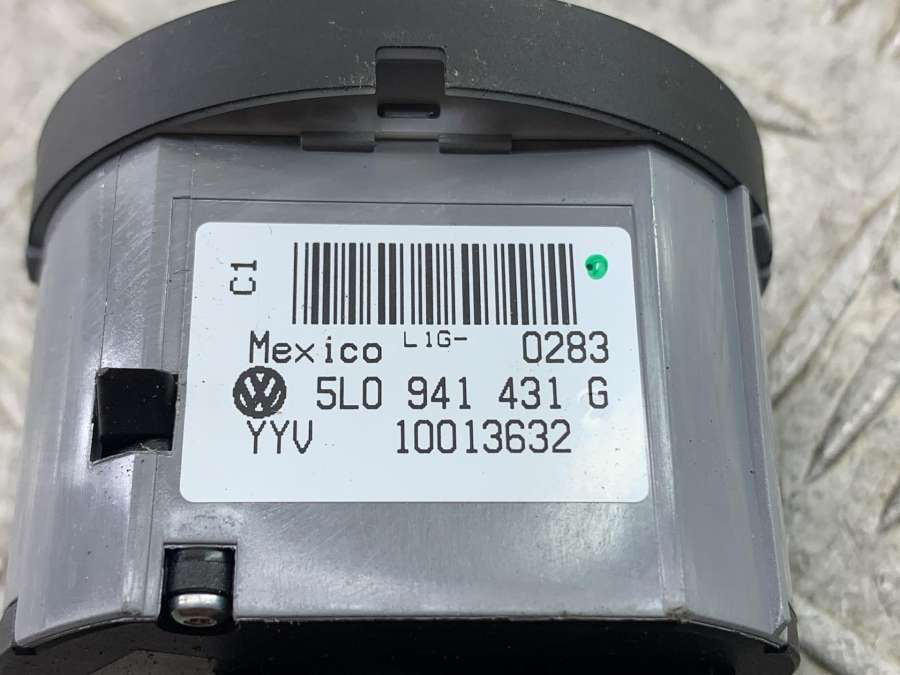 C1
Mexico L1G- 0283
5L0 941 431 G
YYV 10013632